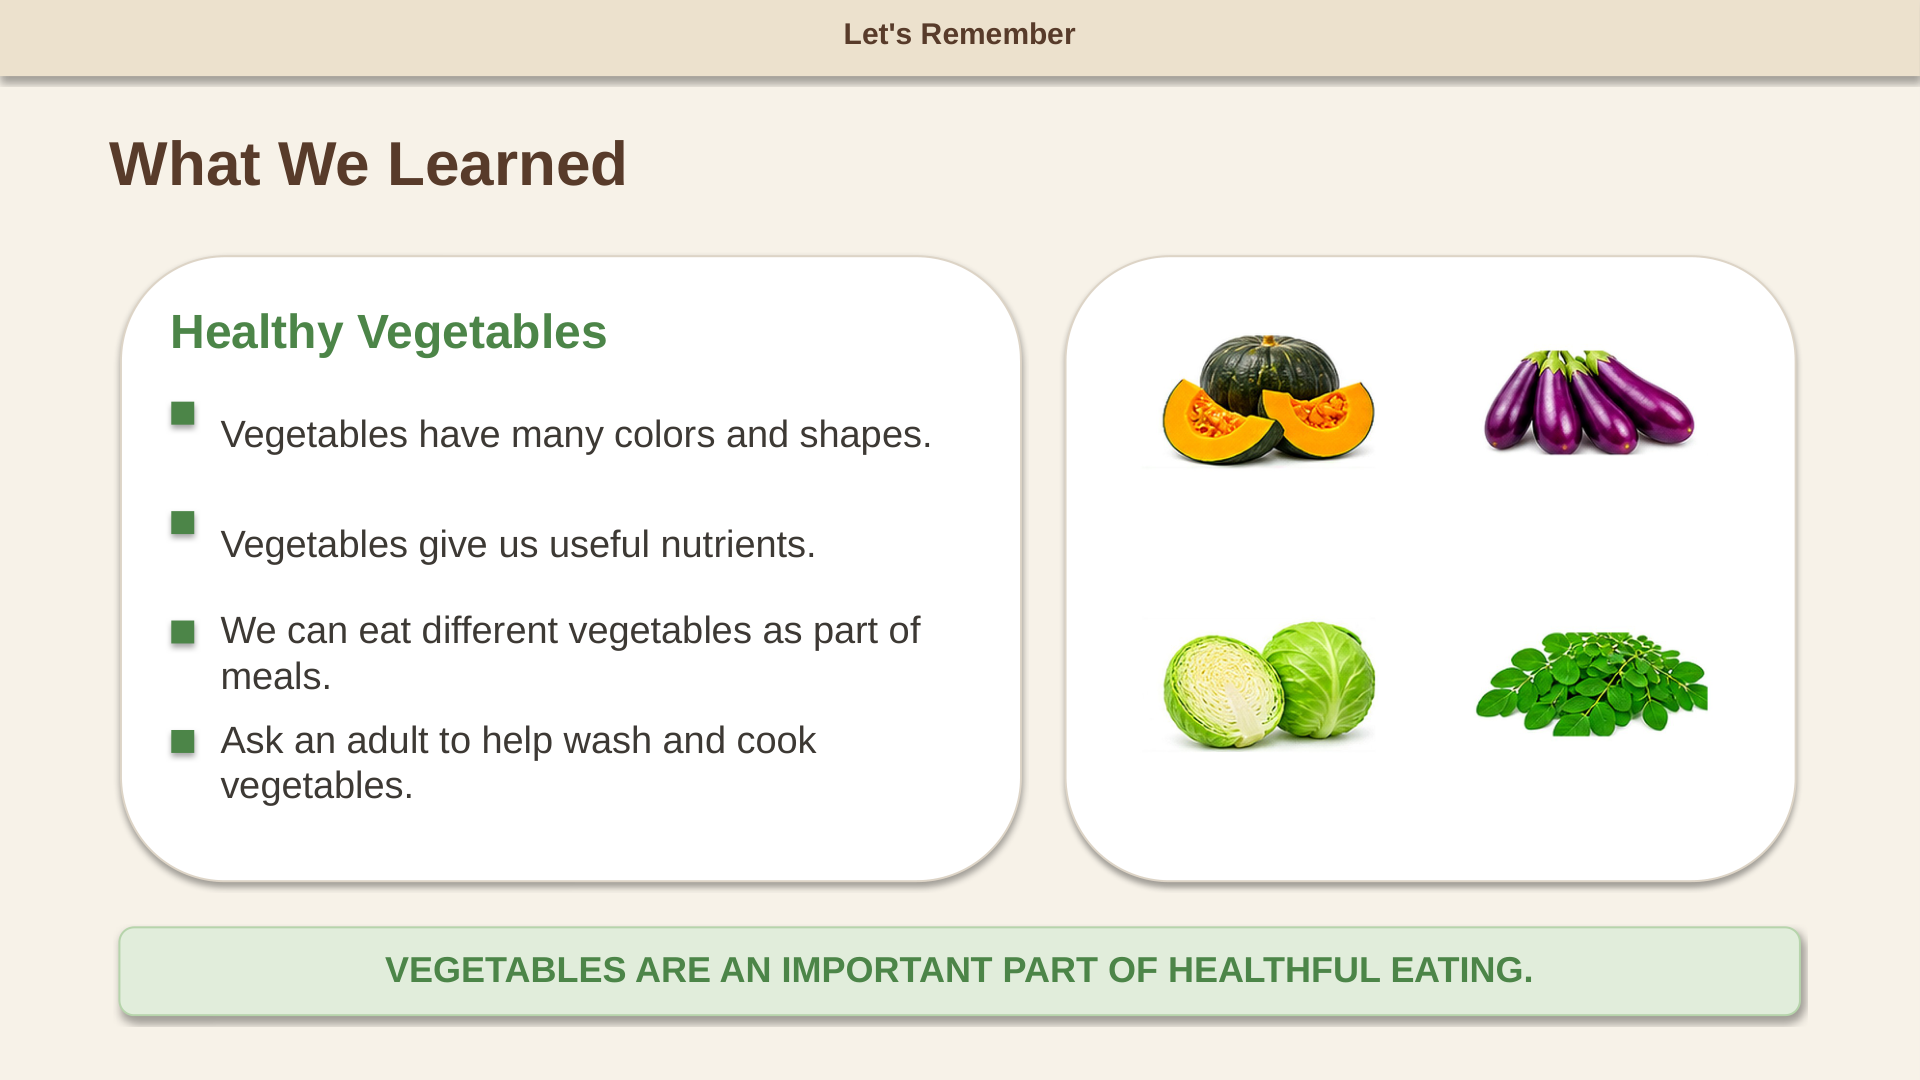 Let's Remember
What We Learned
Healthy Vegetables
Vegetables have many colors and shapes.
Vegetables give us useful nutrients.
We can eat different vegetables as part of
meals.
Ask an adult to help wash and cook
vegetables.
VEGETABLES ARE AN IMPORTANT PART OF HEALTHFUL EATING.